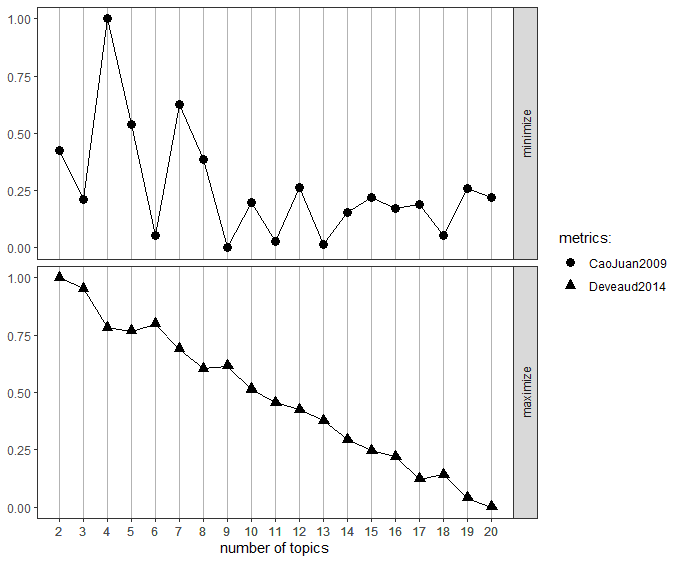 1.00
0.75
0.50
0.25
0.00
minimize
1.00
0.75
0.50
0.25
0.00
maximize
2 3 4 5 6 7 8 9 10 11 12 13 14 15 16 17 18 19 20
number of topics
metrics:
CaoJuan2009
Deveaud2014